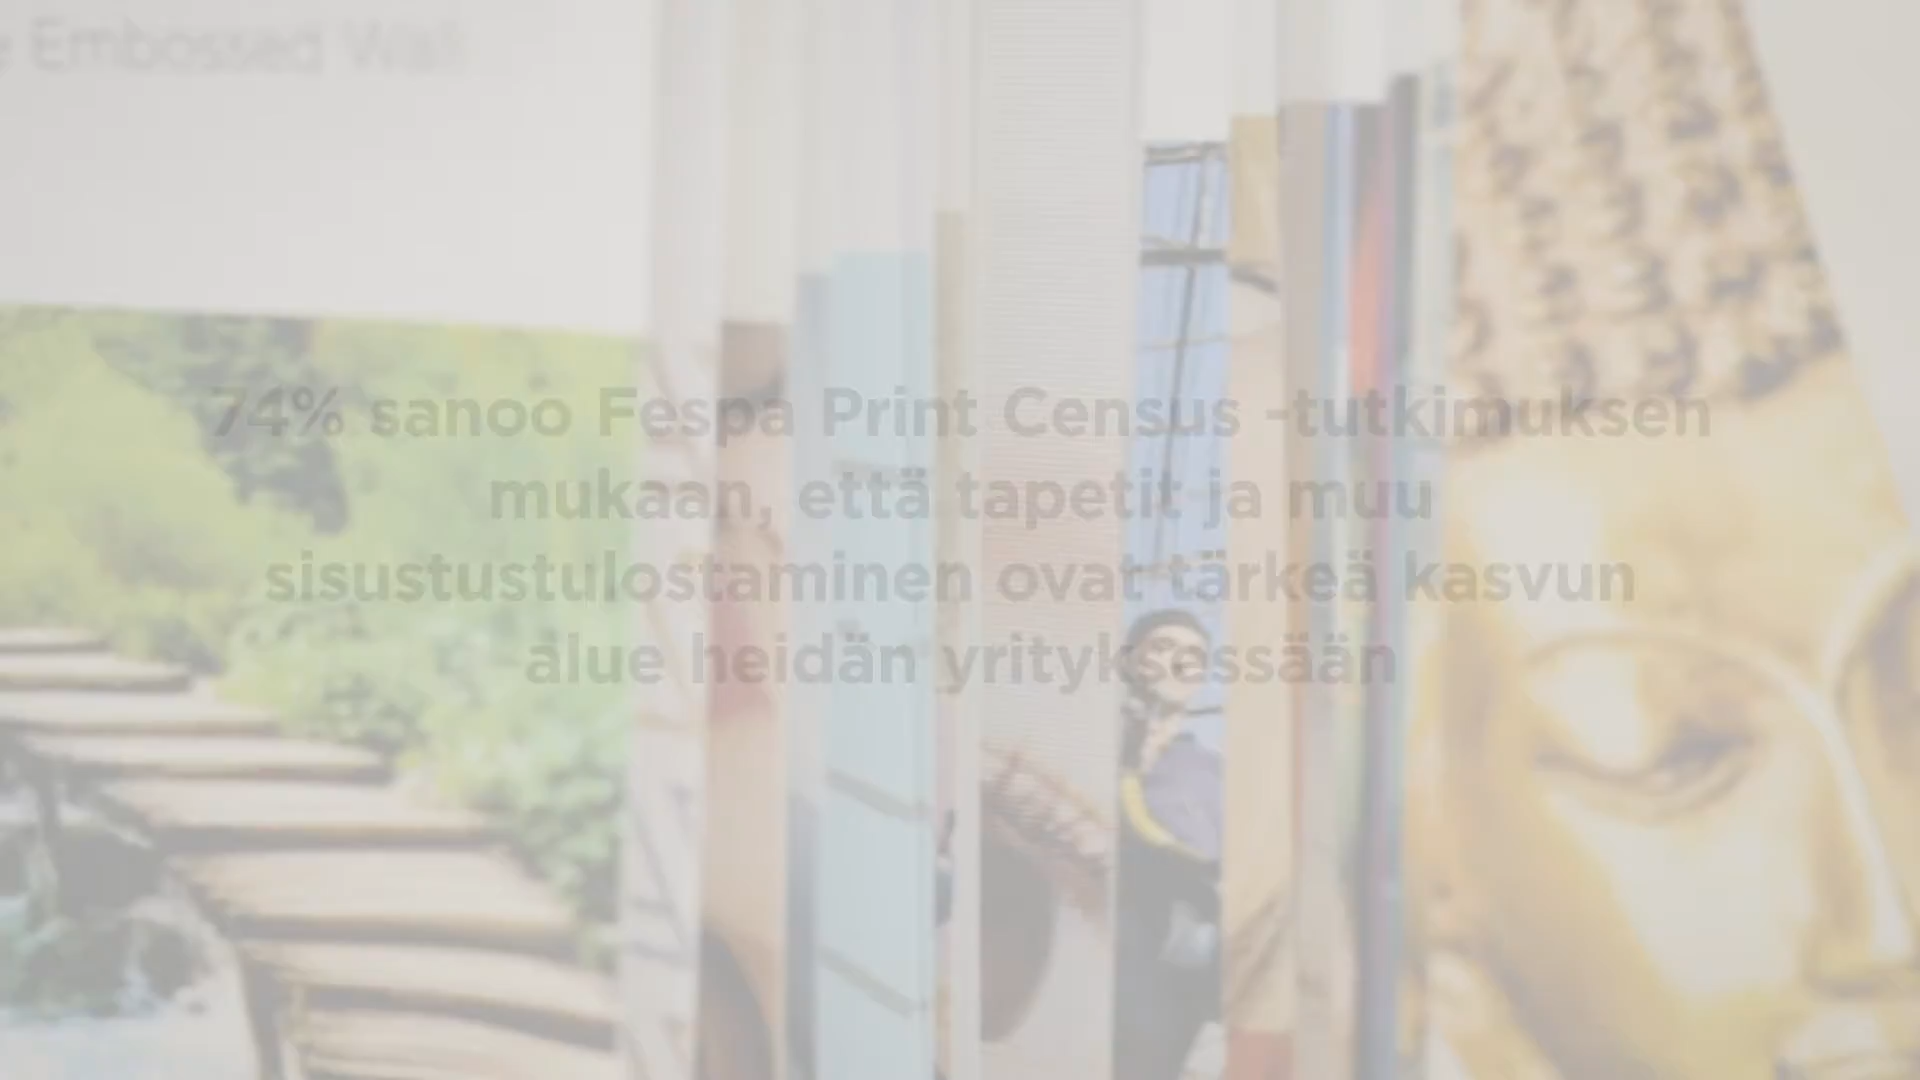 Embossed Wall
74% sanoo Fespa Print Census -tutkimuksen
mukaan, että tapetit ja muu
sisustustulostaminen ovat tärkeä kasvun
alue heidän yrityksessään